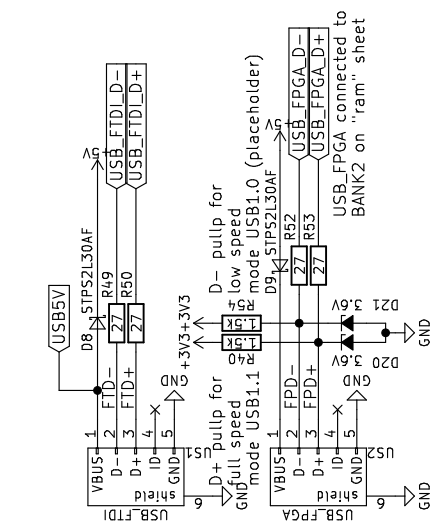 USB_FTDI_D-
USB_FTDI_D+
+5V
USB5V
D8
STPS2L30AF
R49
27
R50
27
FTD-
FTD+
1
2
3
4
5
VBUS
D-
D+
ID
GND
shield
6
GND
GND
US1
USB_FTDI
USB_FPGA_D-
USB_FPGA_D+
USB_FPGA connected to
BANK2 on "ram" sheet
+5V
D9
STPS2L30AF
R52
27
R53
27
D- pullp for
low speed
mode USB1.0 (placeholder)
+3V3
+3V3
R54
1.5k
R40
1.5k
D+ pullp for
full speed
mode USB1.1
D21
3.6V
D20
3.6V
GND
FPD-
FPD+
1
2
3
4
5
VBUS
D-
D+
ID
GND
shield
6
GND
GND
US2
USB_FPGA